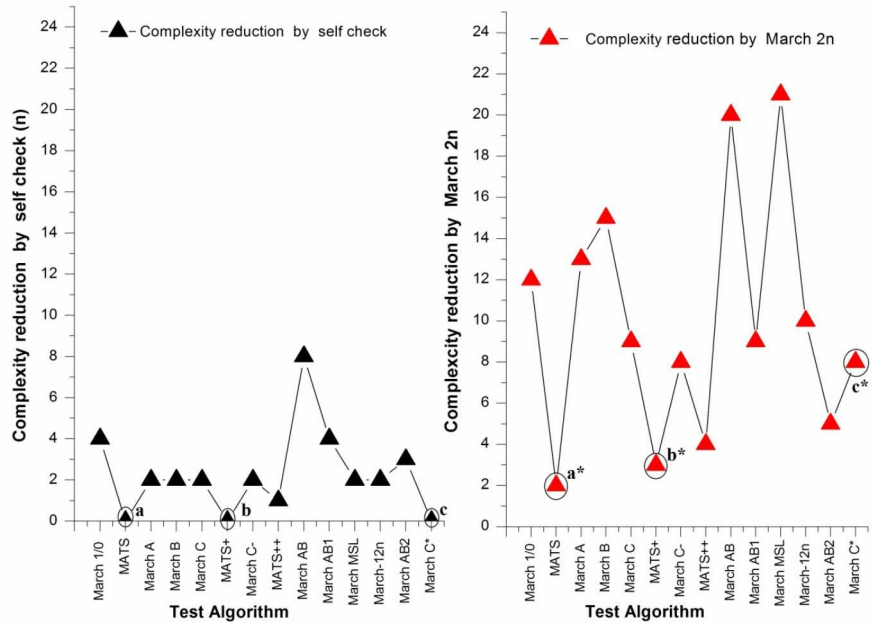 Complexity reduction by self check
24
22
20
18
16
14
12
10
8
6
4
2
0
Complexity reduction by self check (n)
a
b
c
March 1/0
MATS
March A
March B
March C
MATS+
March C-
MATS++
March AB
March AB1
March MSL
March-12n
March AB2
March C*
Test Algorithm
Complexity reduction by March 2n
24
22
20
18
16
14
12
10
8
6
4
2
0
Complexcity reduction by March 2n
a*
b*
c*
March 1/0
MATS
March A
March B
March C
MATS+
March C-
MATS++
March AB
March AB1
March MSL
March-12n
March AB2
March C*
Test Algorithm